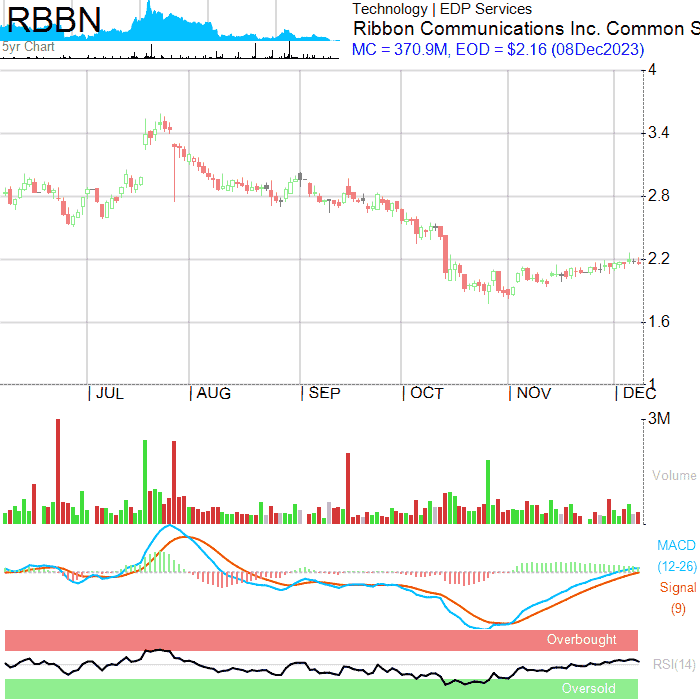 RBBN
5yr Chart
Technology | EDP Services
Ribbon Communications Inc. Common S
MC = 370.9M, EOD = $2.16 (08Dec2023)
4
3.4
2.8
2.2
1.6
1
JUL AUG SEP OCT NOV DEC
3M
Volume
MACD
(12-26)
Signal
(9)
Overbought
RSI(14)
Oversold